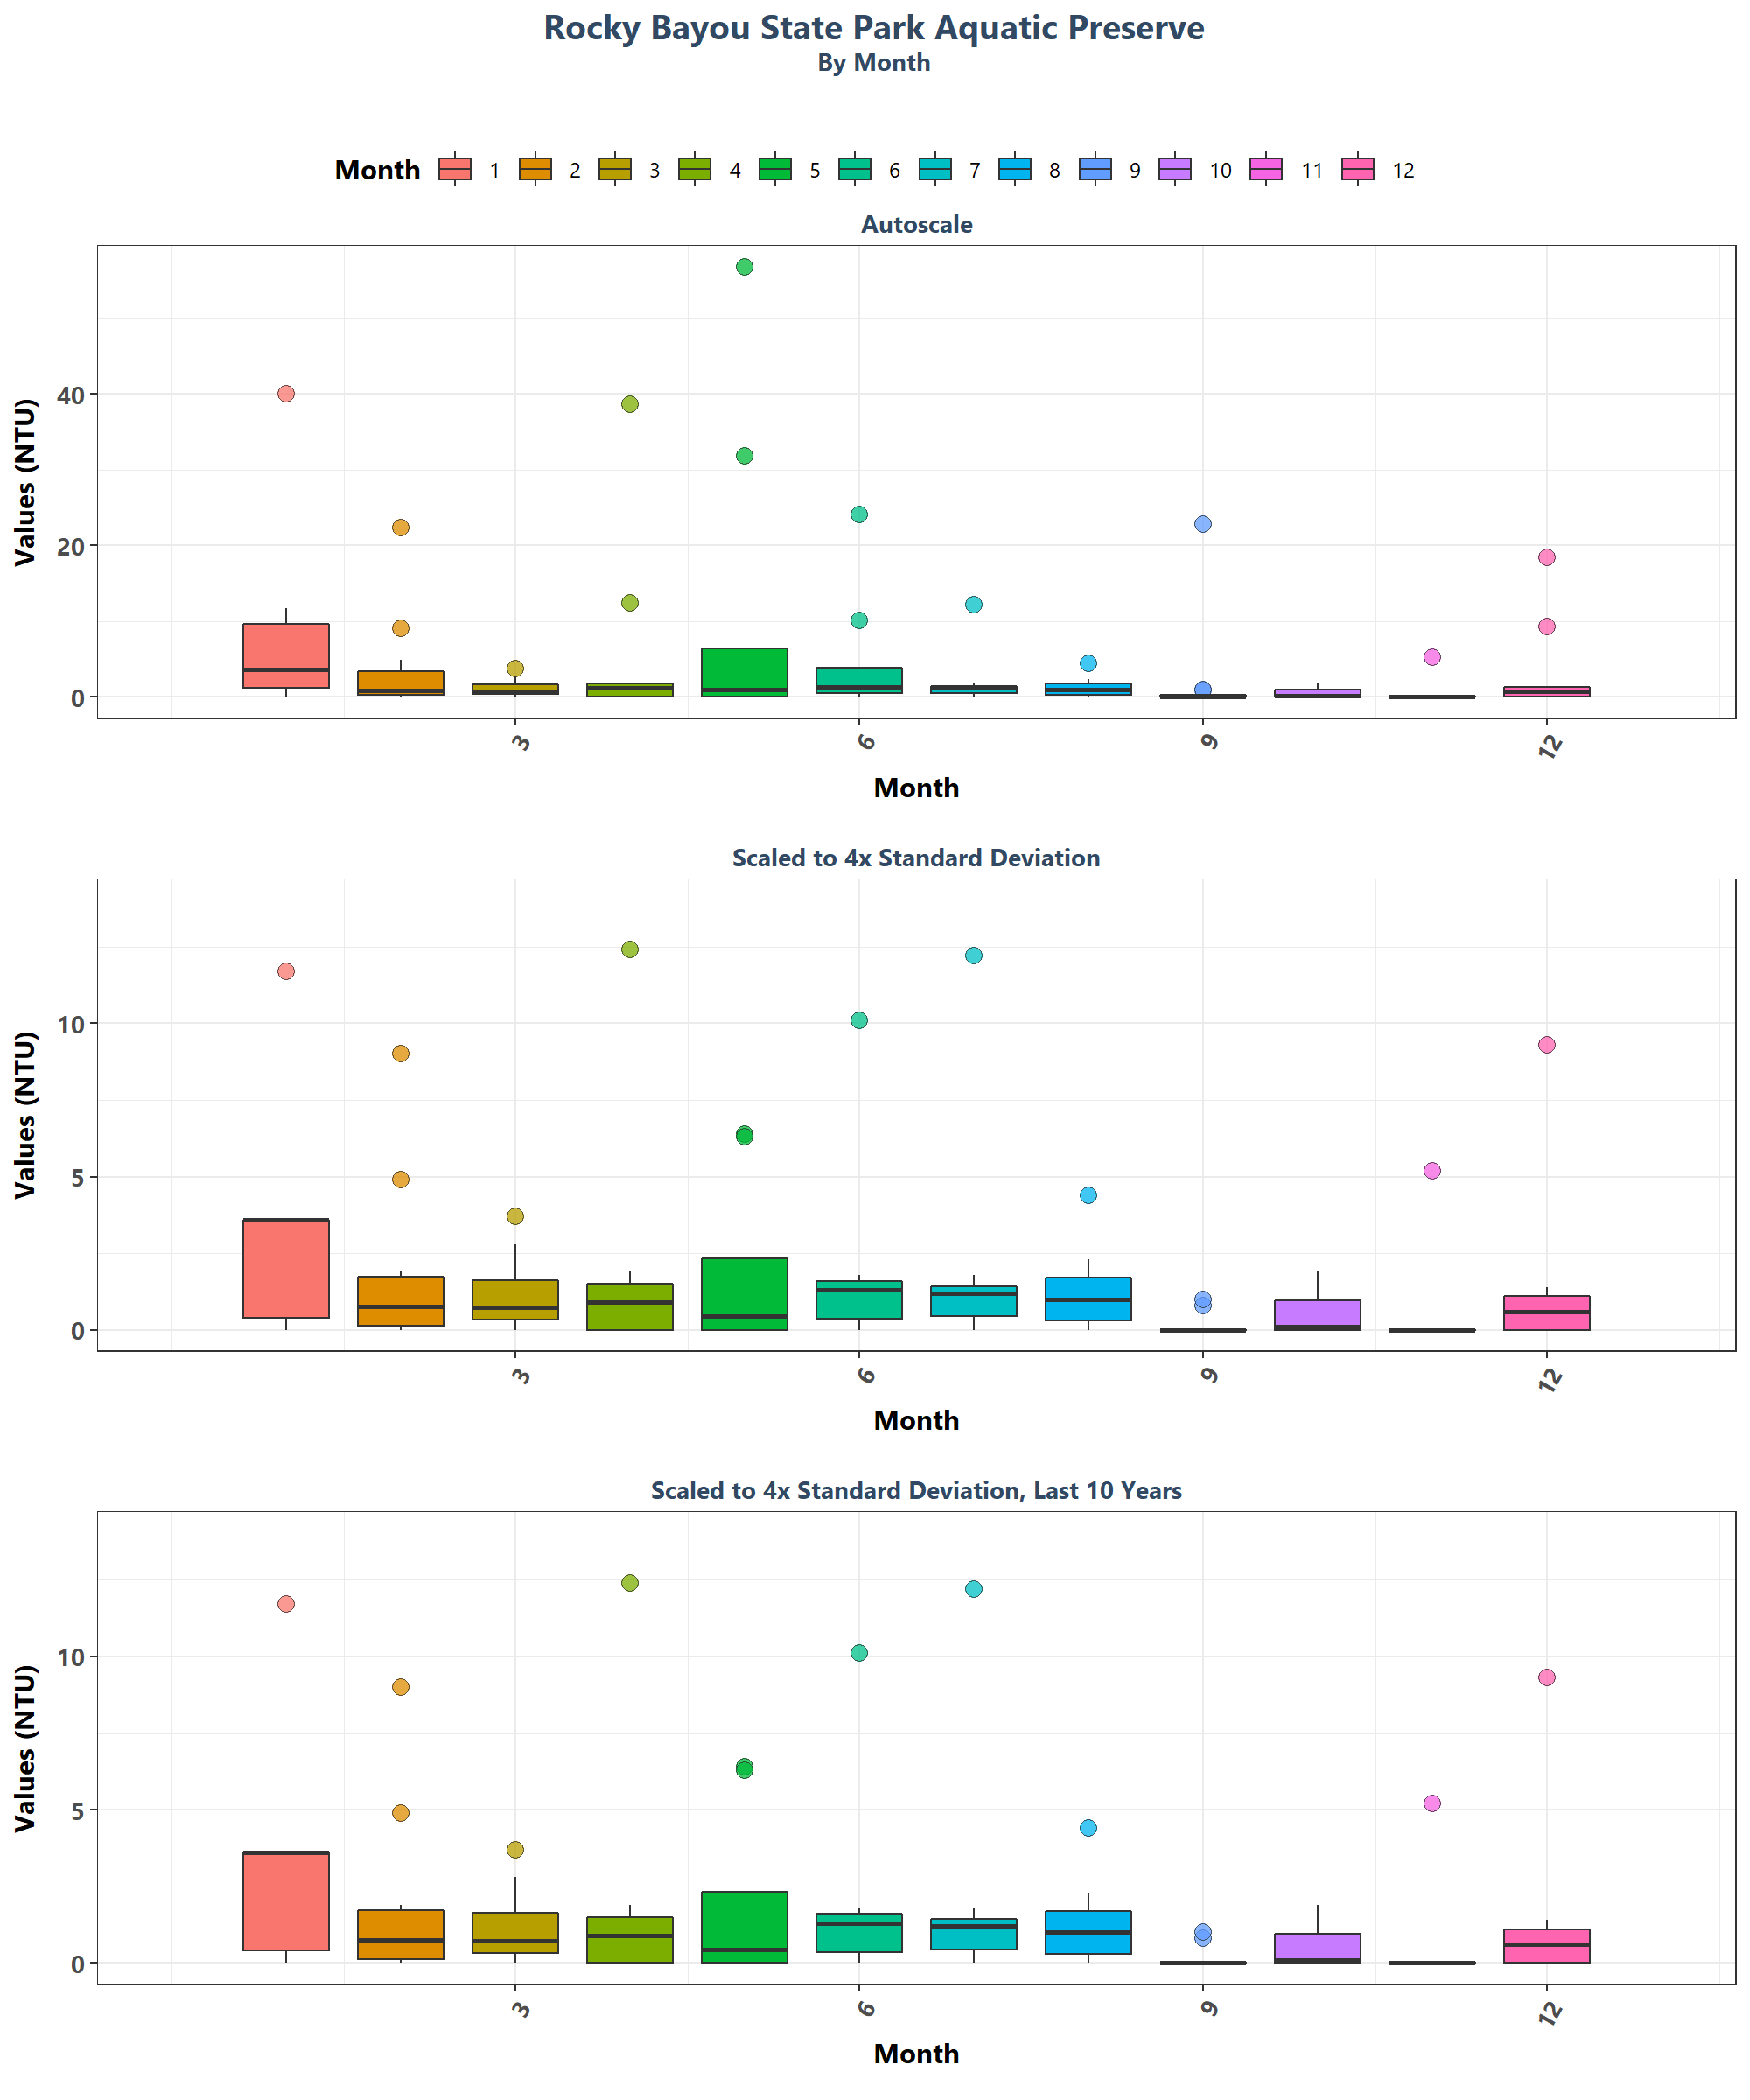 Rocky Bayou State Park Aquatic Preserve
By Month
Month 1 2 3 4 5 6 7 8 9 10 11 12
Autoscale
Values (NTU)
40
20
0
3 6 9 12
Month
Scaled to 4x Standard Deviation
Values (NTU)
10
5
0
3 6 9 12
Month
Scaled to 4x Standard Deviation, Last 10 Years
Values (NTU)
10
5
0
3 6 9 12
Month